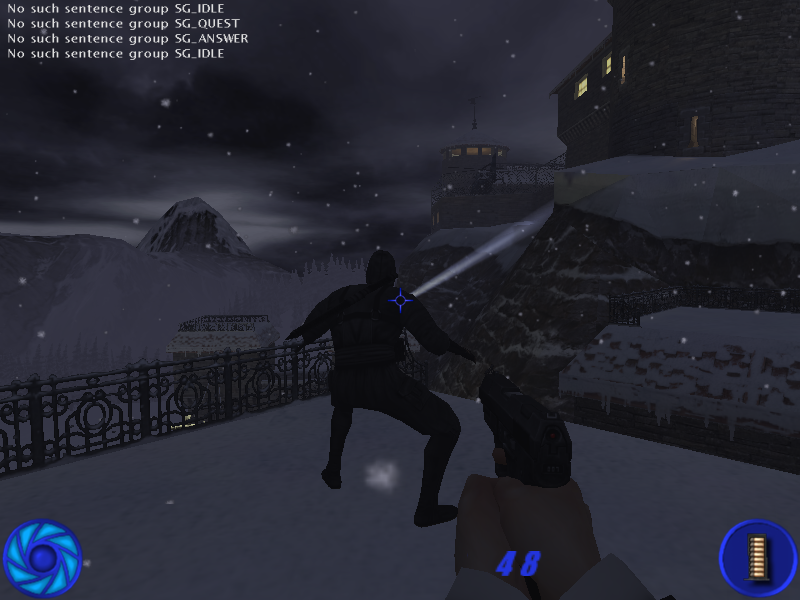 No such sentence group SG_IDLE
No such sentence group SG_QUEST
No such sentence group SG_ANSWER
No such sentence group SG_IDLE
48